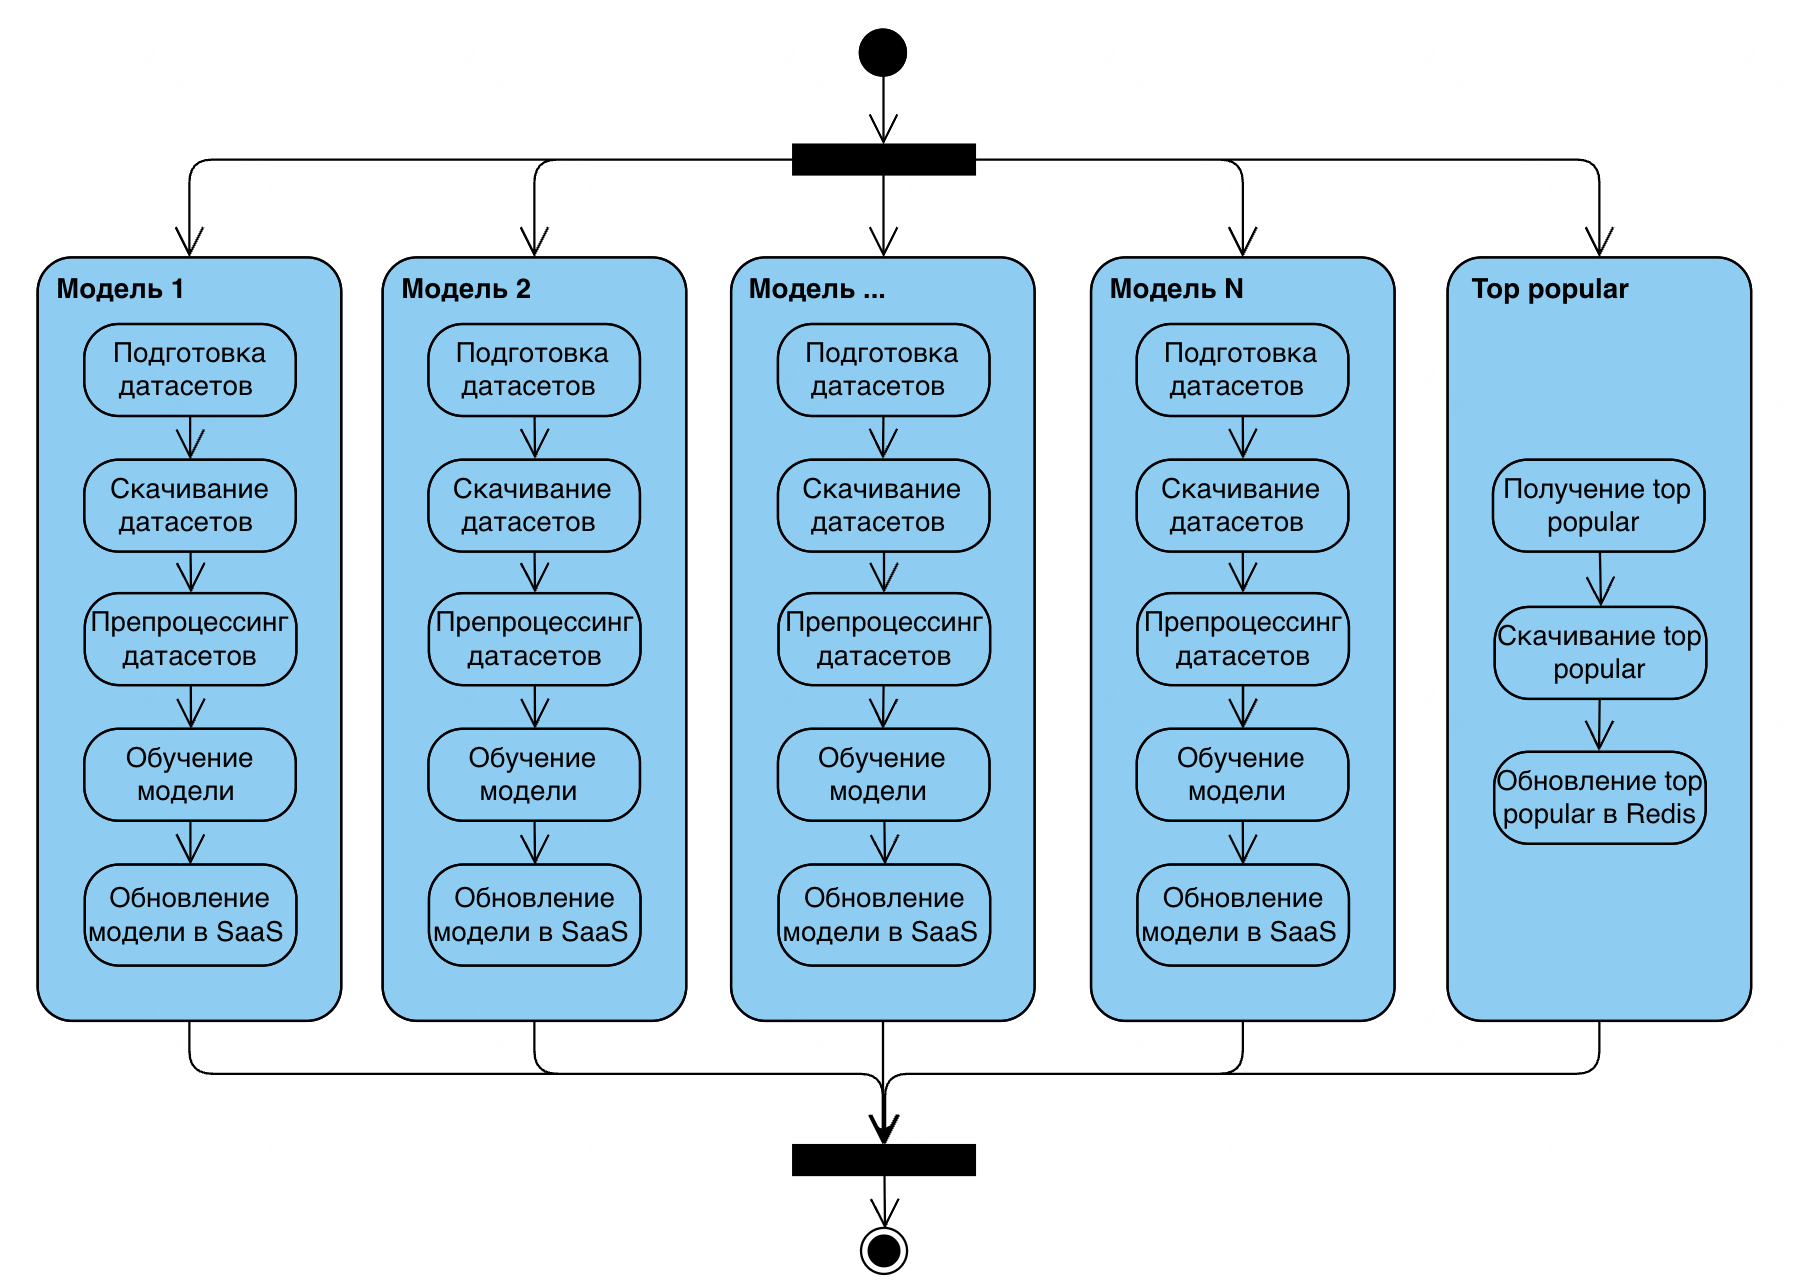 Модель 1
Подготовка
датасетов
Скачивание
датасетов
Препроцессинг
датасетов
Обучение
модели
Обновление
модели в SaaS
Модель 2
Подготовка
датасетов
Скачивание
датасетов
Препроцессинг
датасетов
Обучение
модели
Обновление
модели в SaaS
Модель ...
Подготовка
датасетов
Скачивание
датасетов
Препроцессинг
датасетов
Обучение
модели
Обновление
модели в SaaS
Модель N
Подготовка
датасетов
Скачивание
датасетов
Препроцессинг
датасетов
Обучение
модели
Обновление
модели в SaaS
Top popular
Получение top
popular
Скачивание top
popular
Обновление top
popular в Redis